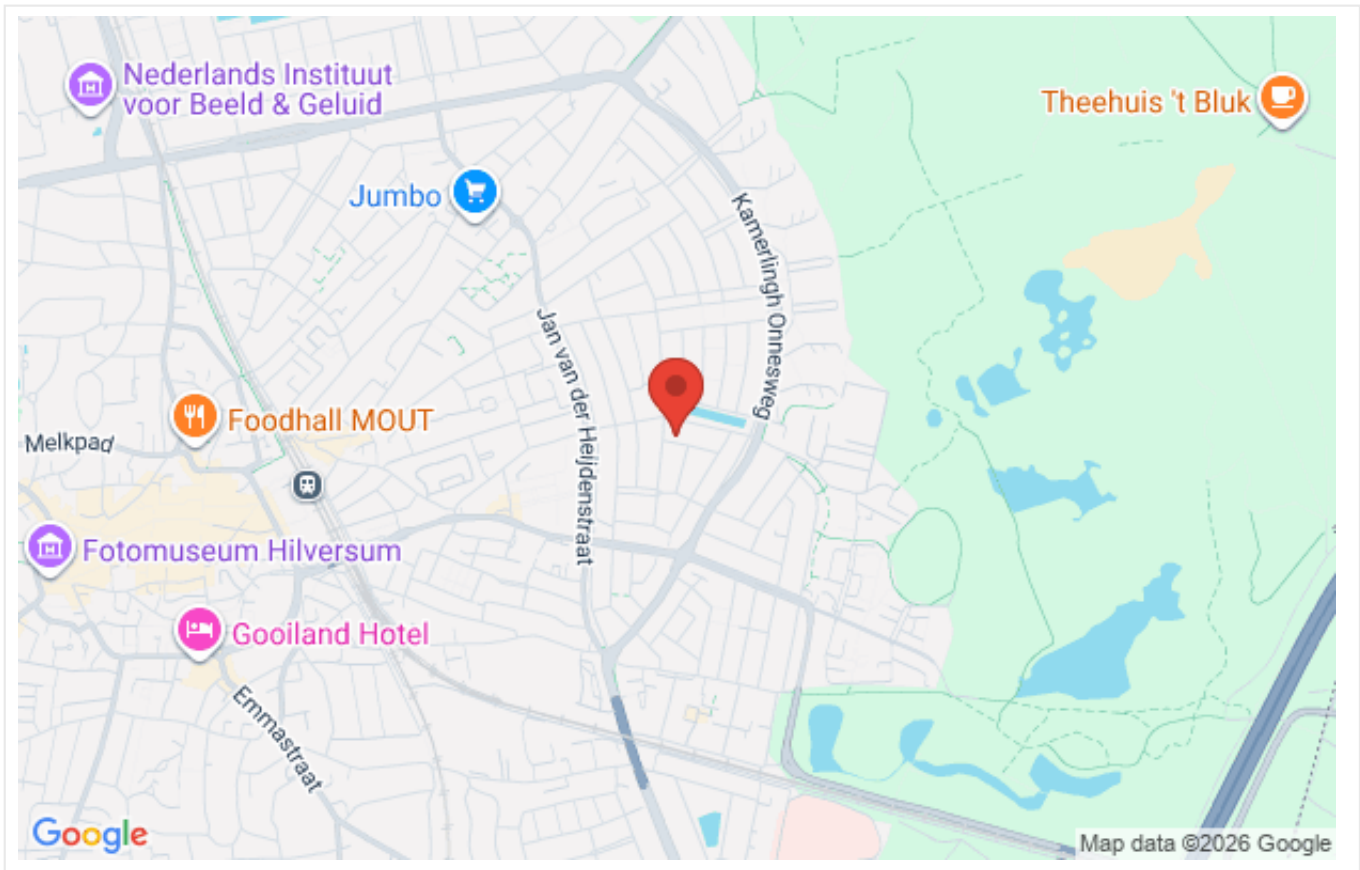 Nederlands Instituut
voor Beeld & Geluid
Theehuis 't Bluk
Jumbo
Kamerlingh Onnesweg
Jan van der Heijdenstraat
Foodhall MOUT
Melkpad
Fotomuseum Hilversum
Gooiland Hotel
Emmastraat
Google
Map data ©2026 Google